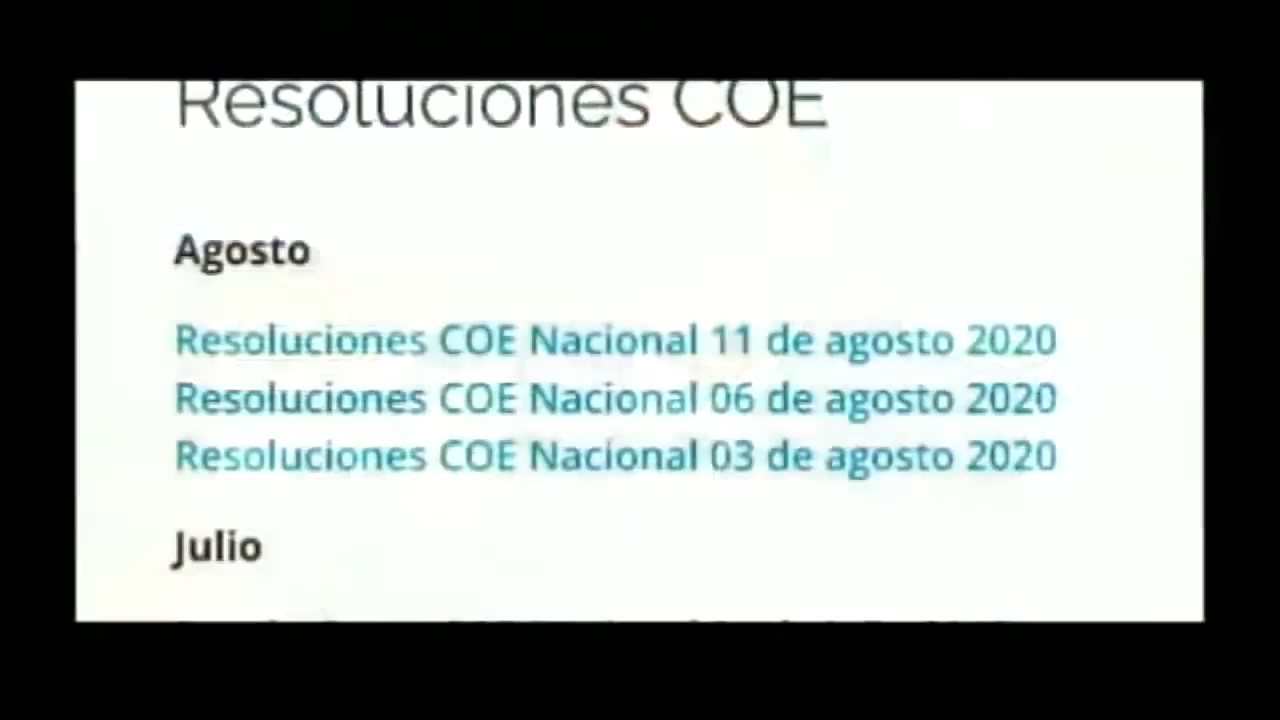 Resoluciones COE
Agosto
Resoluciones COE Nacional 11 de agosto 2020
Resoluciones COE Nacional 06 de agosto 2020
Resoluciones COE Nacional 03 de agosto 2020
Julio